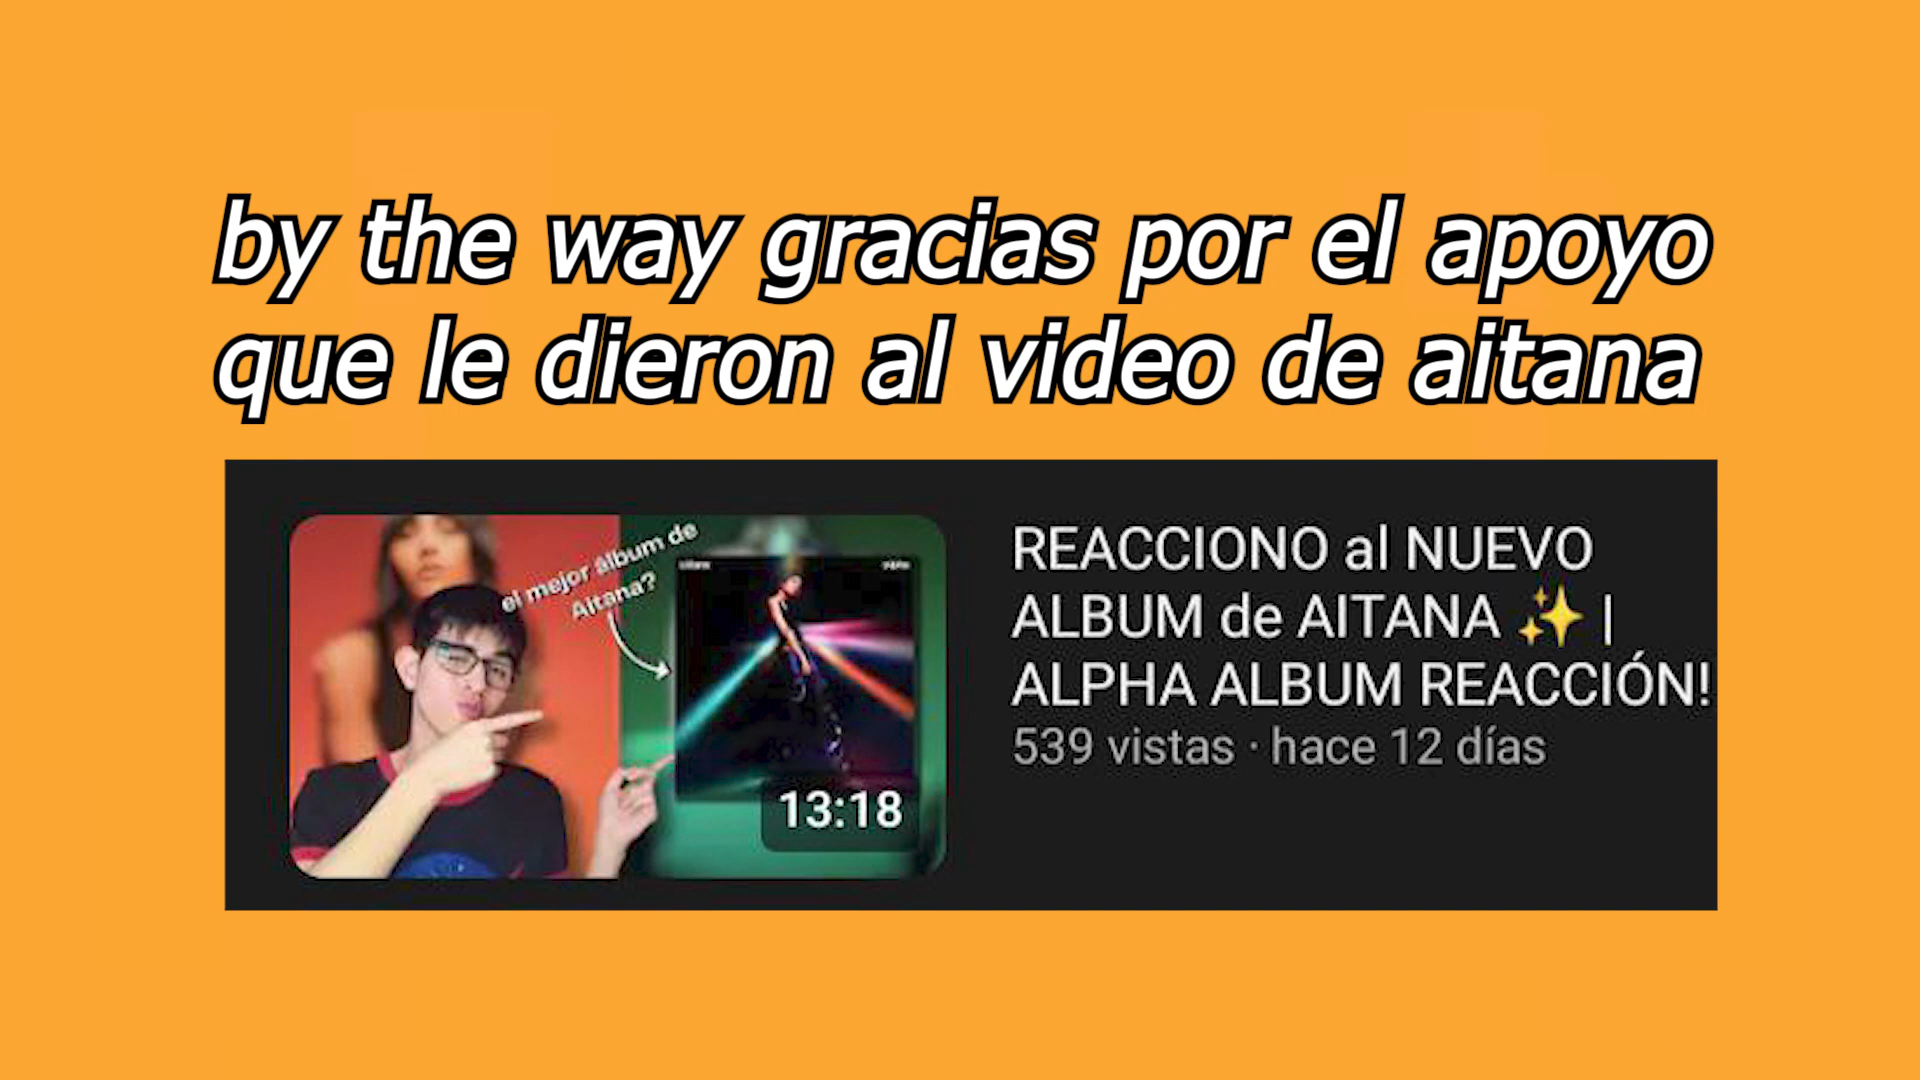 by the way gracias por el apoyo
que le dieron al video de aitana
el mejor álbum de
Aitana?
13:18
REACCIONO al NUEVO
ALBUM de AITANA ✨ |
ALPHA ALBUM REACCIÓN!
539 vistas · hace 12 días